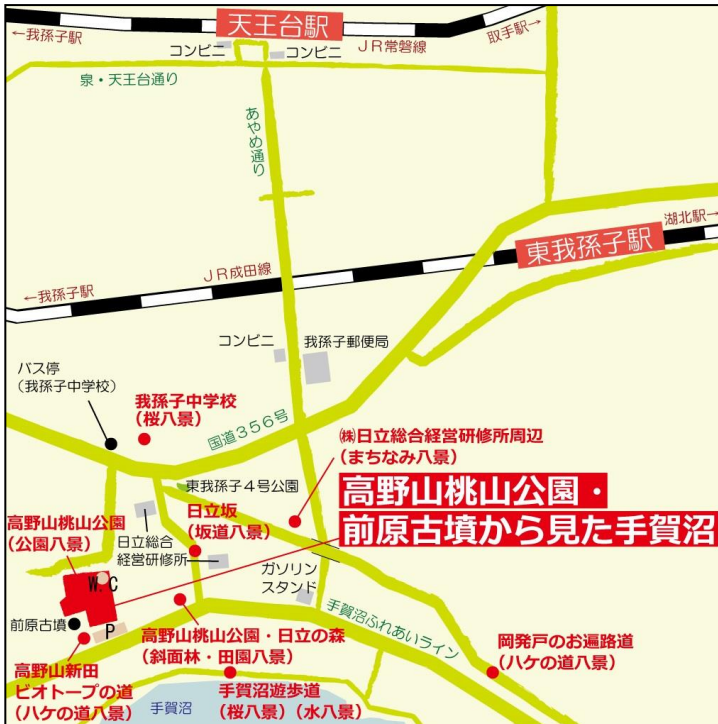 天王台駅
←我孫子駅
コンビニ
コンビニ
JR常磐線
取手駅→
泉・天王台通り
あやめ通り
湖北駅→
東我孫子駅
JR成田線
←我孫子駅
コンビニ
我孫子郵便局
バス停
(我孫子中学校)
我孫子中学校
(桜八景)
国道356号
㈱日立総合経営研修所周辺
(まちなみ八景)
東我孫子4号公園
高野山桃山公園・
前原古墳から見た手賀沼
高野山桃山公園
(公園八景)
日立総合
経営研修所
日立坂
(坂道八景)
W.C
ガソリン
スタンド
前原古墳
P
高野山桃山公園・日立の森
(斜面林・田園八景)
手賀沼ふれあいライン
岡発戸のお遍路道
(ハケの道八景)
高野山新田
ビオトープの道
(ハケの道八景)
手賀沼
手賀沼遊歩道
(桜八景)(水八景)